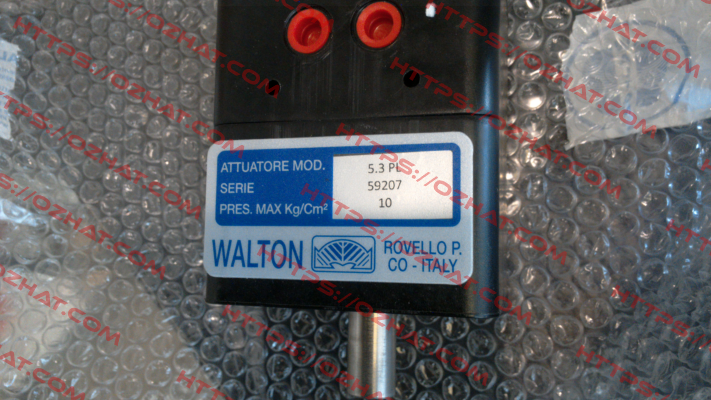 ATTUATORE MOD. 5.3 PL
SERIE 59207
PRES. MAX Kg/Cm² 10
WALTON ROVELLO P.
CO - ITALY
HTTPS://OZHAT.COM